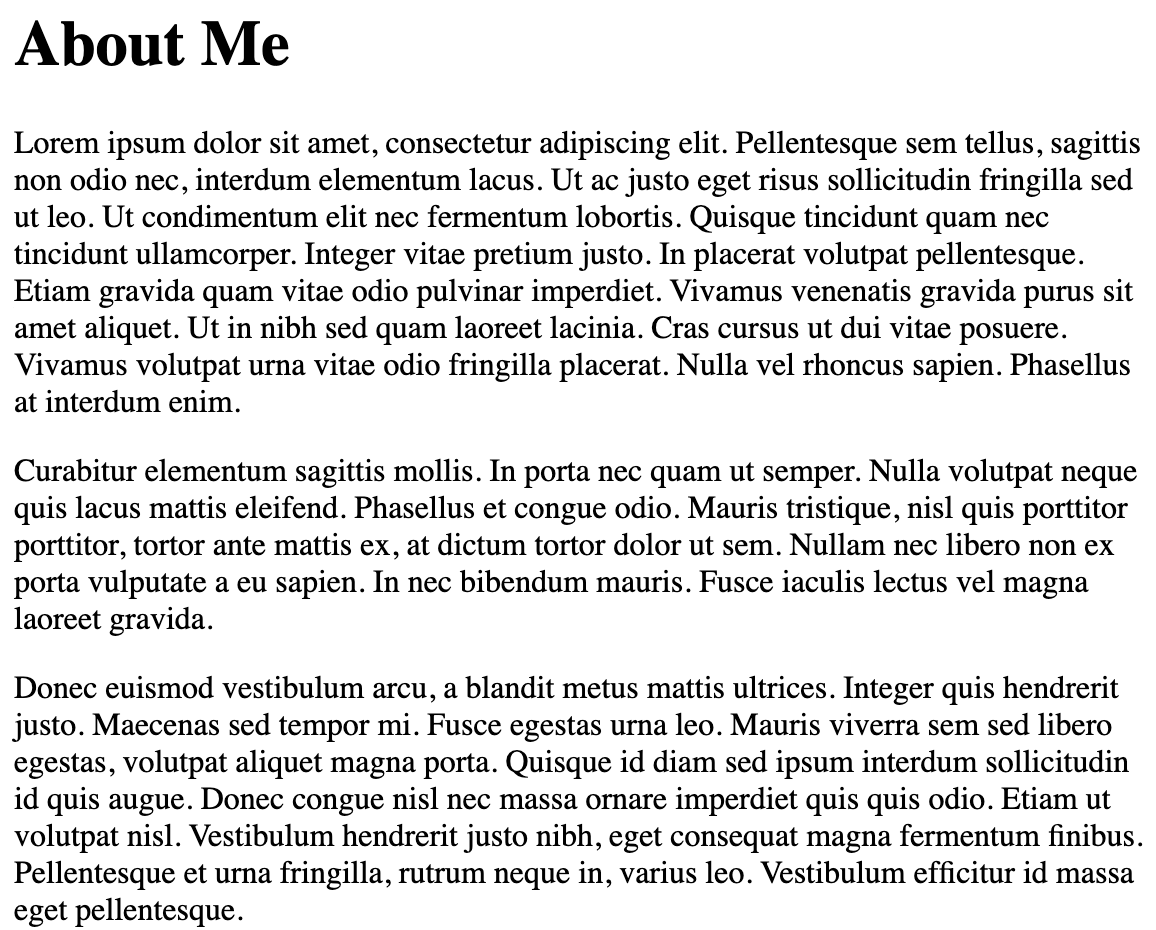 About Me
Lorem ipsum dolor sit amet, consectetur adipiscing elit. Pellentesque sem tellus, sagittis
non odio nec, interdum elementum lacus. Ut ac justo eget risus sollicitudin fringilla sed
ut leo. Ut condimentum elit nec fermentum lobortis. Quisque tincidunt quam nec
tincidunt ullamcorper. Integer vitae pretium justo. In placerat volutpat pellentesque.
Etiam gravida quam vitae odio pulvinar imperdiet. Vivamus venenatis gravida purus sit
amet aliquet. Ut in nibh sed quam laoreet lacinia. Cras cursus ut dui vitae posuere.
Vivamus volutpat urna vitae odio fringilla placerat. Nulla vel rhoncus sapien. Phasellus
at interdum enim.
Curabitur elementum sagittis mollis. In porta nec quam ut semper. Nulla volutpat neque
quis lacus mattis eleifend. Phasellus et congue odio. Mauris tristique, nisl quis porttitor
porttitor, tortor ante mattis ex, at dictum tortor dolor ut sem. Nullam nec libero non ex
porta vulputate a eu sapien. In nec bibendum mauris. Fusce iaculis lectus vel magna
laoreet gravida.
Donec euismod vestibulum arcu, a blandit metus mattis ultrices. Integer quis hendrerit
justo. Maecenas sed tempor mi. Fusce egestas urna leo. Mauris viverra sem sed libero
egestas, volutpat aliquet magna porta. Quisque id diam sed ipsum interdum sollicitudin
id quis augue. Donec congue nisl nec massa ornare imperdiet quis quis odio. Etiam ut
volutpat nisl. Vestibulum hendrerit justo nibh, eget consequat magna fermentum finibus.
Pellentesque et urna fringilla, rutrum neque in, varius leo. Vestibulum efficitur id massa
eget pellentesque.